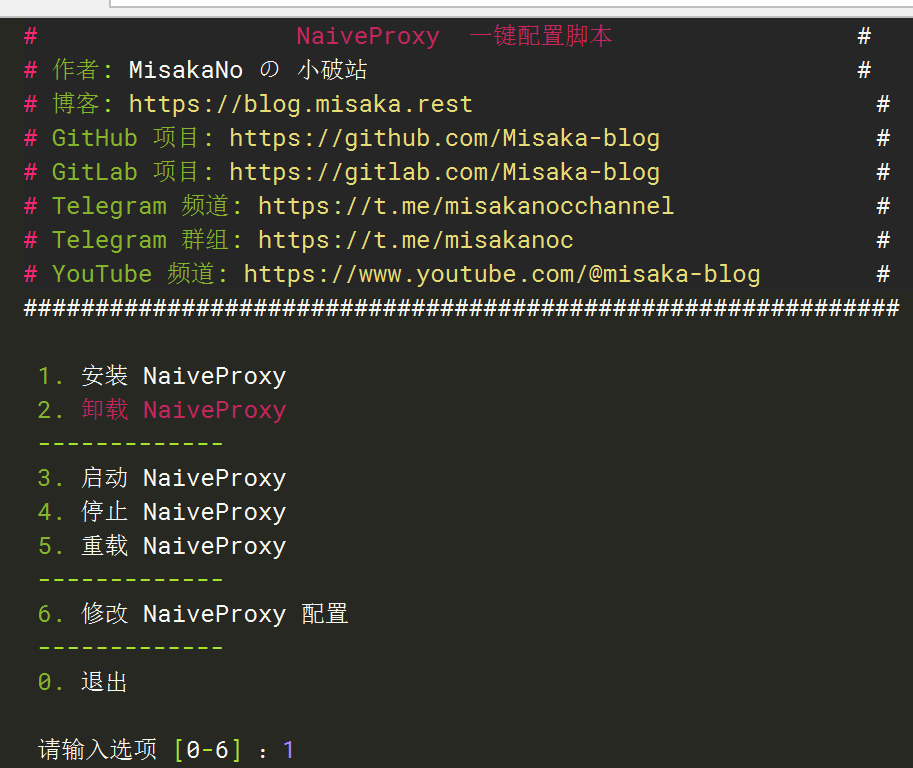 # NaiveProxy 一键配置脚本 #
# 作者: MisakaNo の 小破站 #
# 博客: https://blog.misaka.rest #
# GitHub 项目: https://github.com/Misaka-blog #
# GitLab 项目: https://gitlab.com/Misaka-blog #
# Telegram 频道: https://t.me/misakanocchannel #
# Telegram 群组: https://t.me/misakanoc #
# YouTube 频道: https://www.youtube.com/@misaka-blog #
#############################################################
1. 安装 NaiveProxy
2. 卸载 NaiveProxy
-------------
3. 启动 NaiveProxy
4. 停止 NaiveProxy
5. 重载 NaiveProxy
-------------
6. 修改 NaiveProxy 配置
-------------
0. 退出
请输入选项 [0-6] : 1